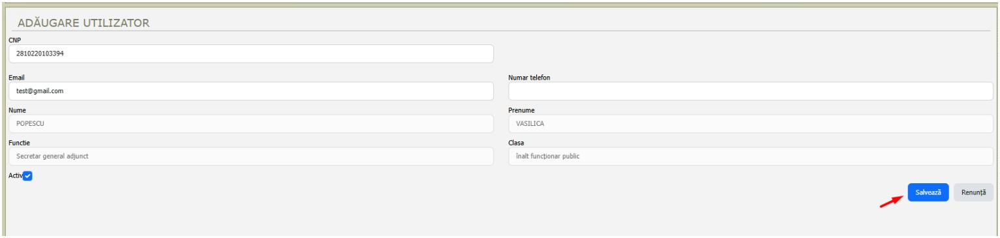 ADĂUGARE UTILIZATOR
CNP
2810220103394
Email
Numar telefon
test@gmail.com
Nume
Prenume
POPESCU
VASILICA
Functie
Clasa
Secretar general adjunct
înalt funcționar public
Activ
Salvează
Renunță